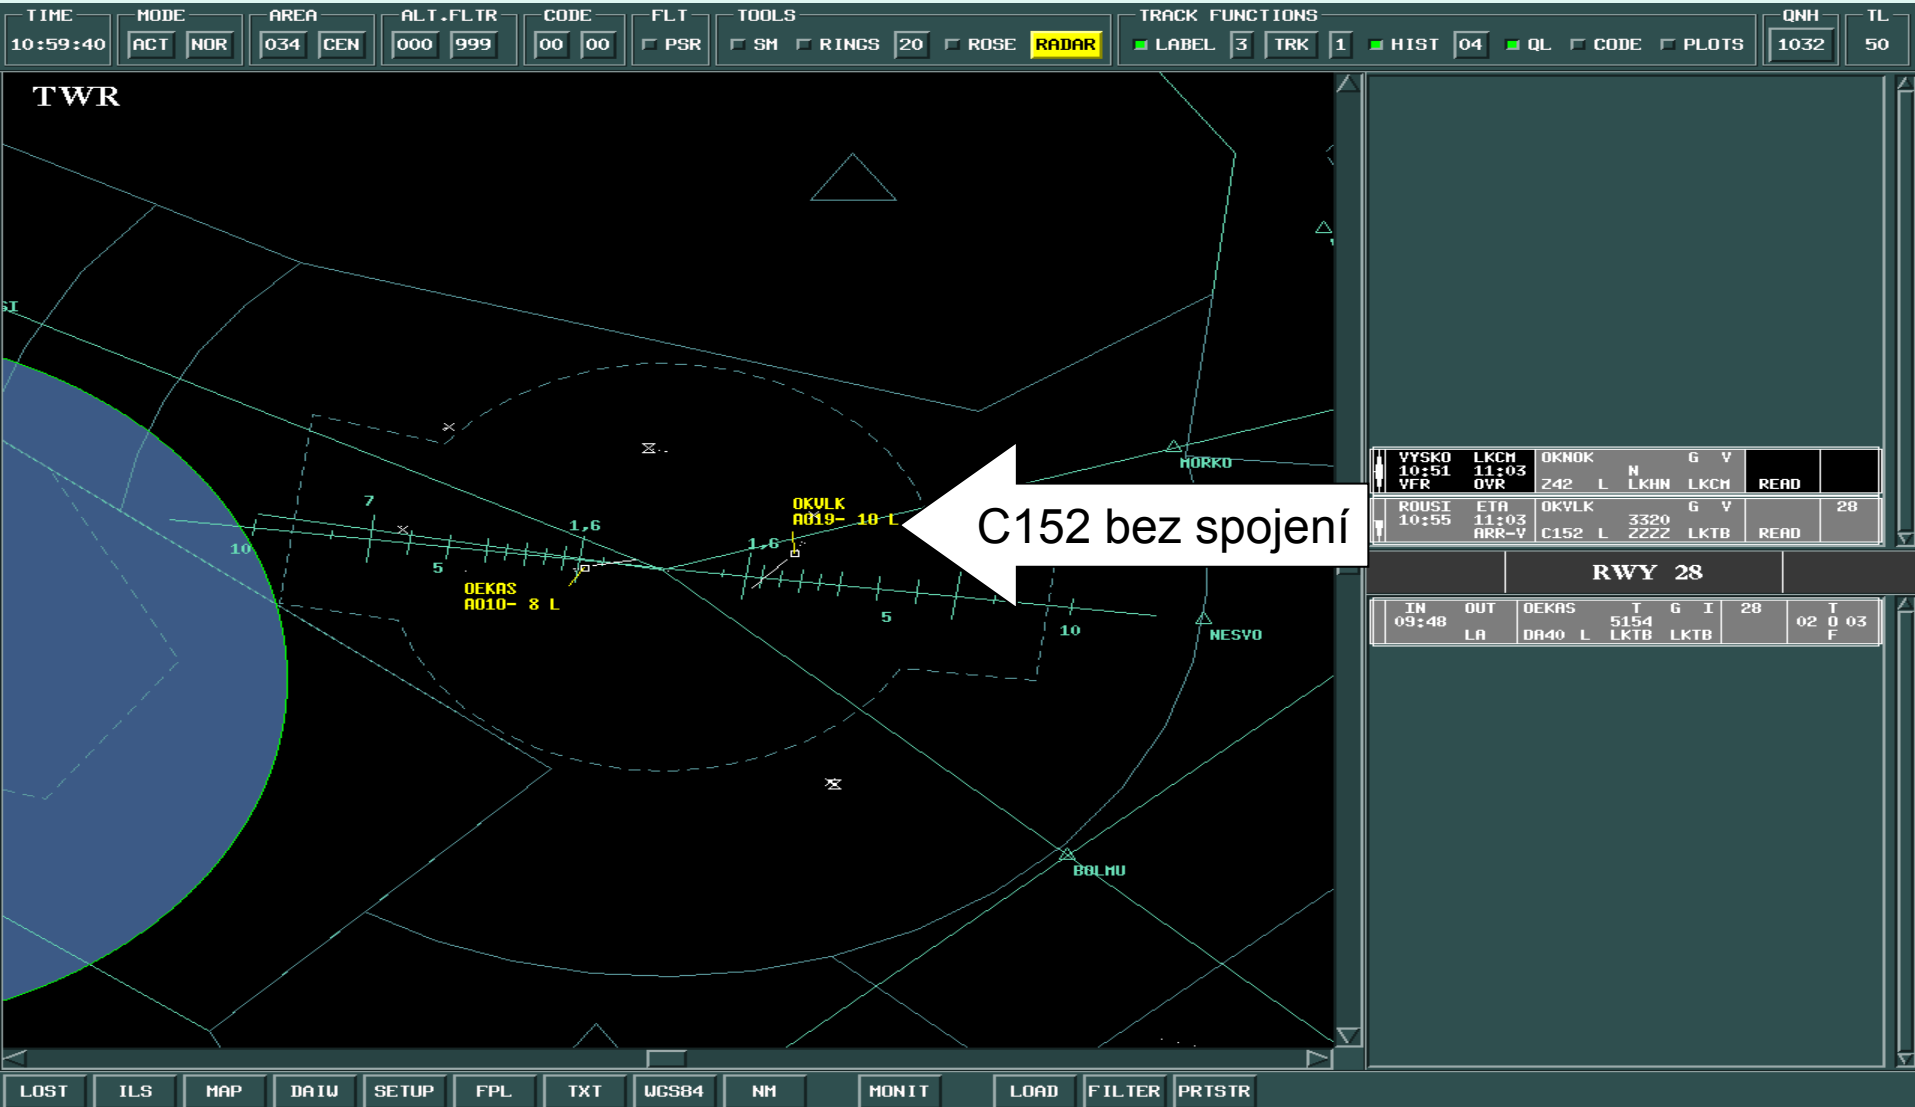 TIME MODE AREA ALT.FLTR CODE FLT TOOLS TRACK FUNCTIONS QNH TL
10:59:40 ACT NOR 034 CEN 000 999 00 00 PSR SM RINGS 20 ROSE RADAR LABEL 3 TRK 1 HIST 04 QL CODE PLOTS 1032 50
TWR
MORKO
7
OKVLK
A019- 10 L
1,6
1,6
10
5
OEKAS
A010- 8 L
5
10
NESVO
BOLMU
C152 bez spojení
VYSKO LKCM OKNOK G V
10:51 11:03 N
VFR OVR Z42 L LKHN LKCM READ
ROUSI ETA OKVLK G V 28
10:55 11:03 3320
ARR-V C152 L ZZZZ LKTB READ
RWY 28
IN OUT OEKAS T G I 28 T
09:48 5154 02 O 03
LA DA40 L LKTB LKTB F
LOST ILS MAP DAIW SETUP FPL TXT WGS84 NM MONIT LOAD FILTER PRTSTR